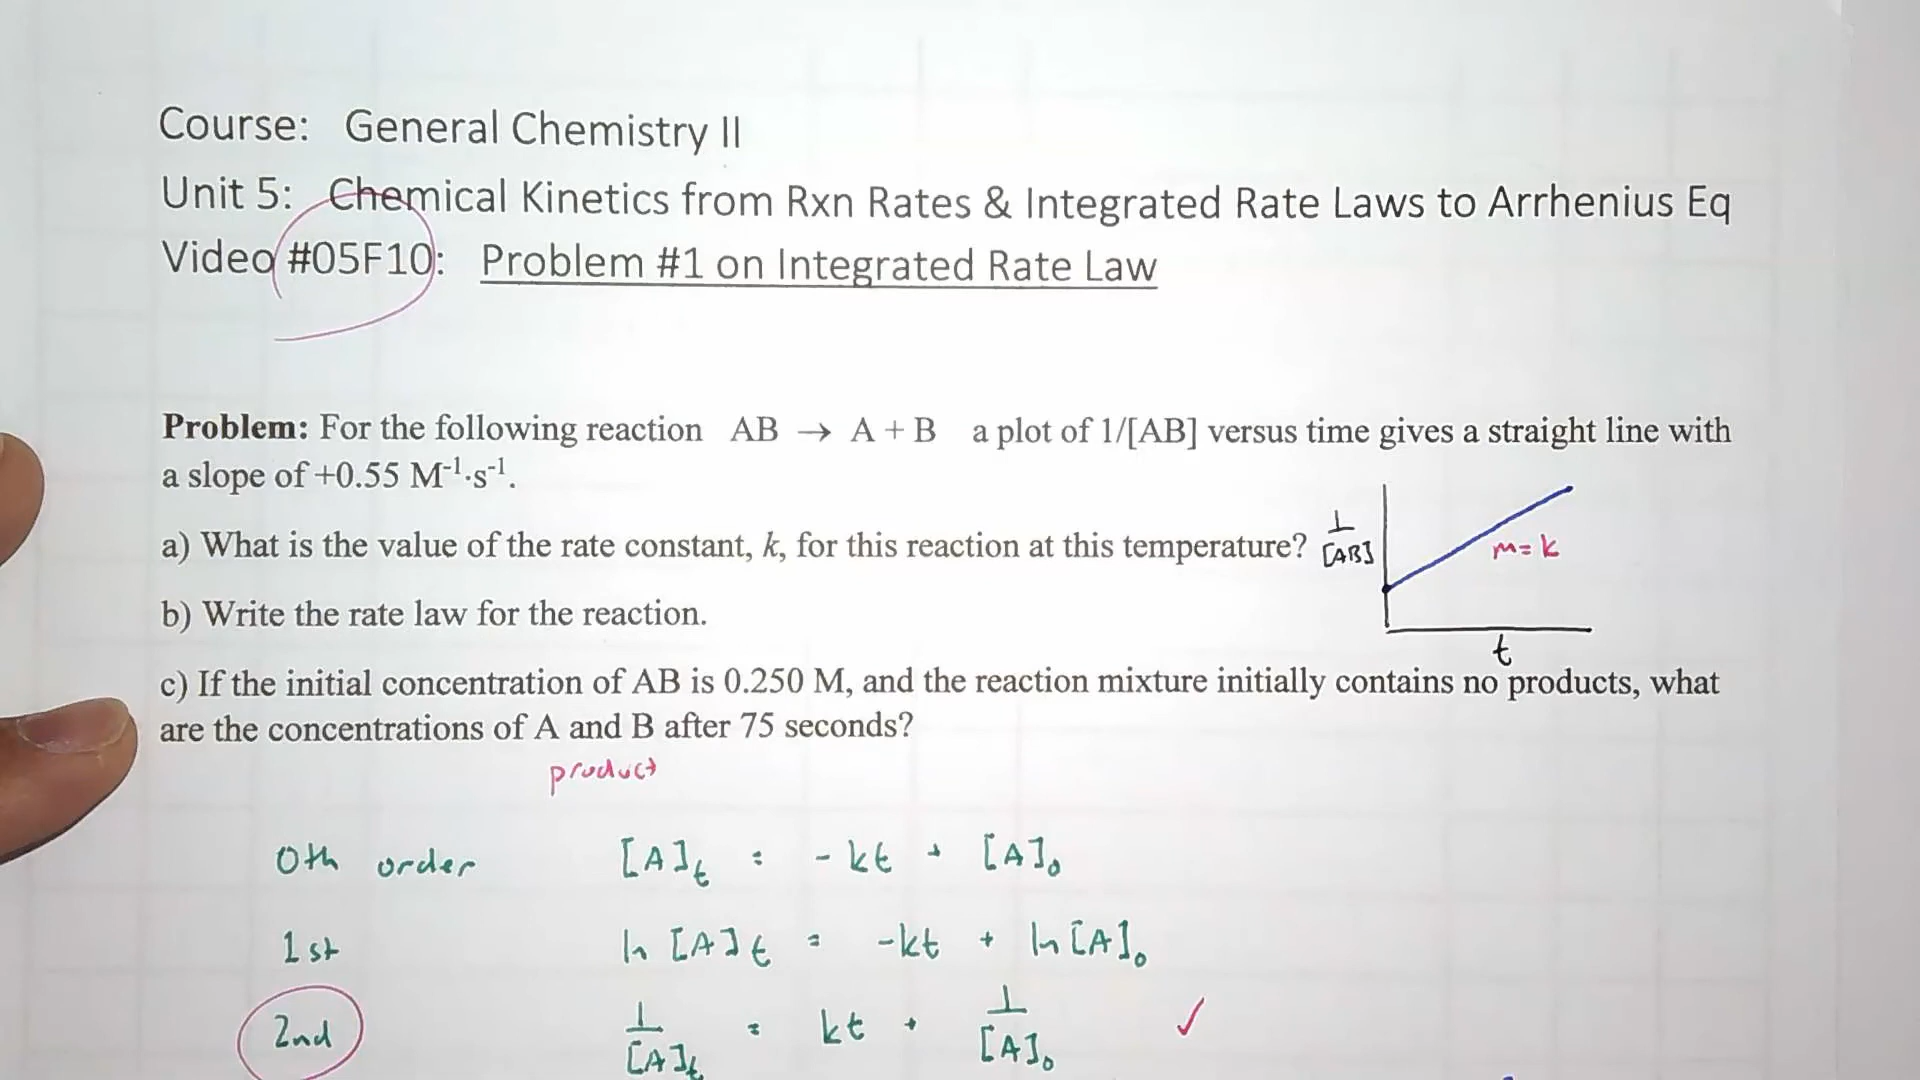 Course: General Chemistry II
Unit 5: Chemical Kinetics from Rxn Rates & Integrated Rate Laws to Arrhenius Eq
Video #05F10: Problem #1 on Integrated Rate Law
Problem: For the following reaction AB → A + B a plot of 1/[AB] versus time gives a straight line with
a slope of +0.55 M⁻¹·s⁻¹.
a) What is the value of the rate constant, k, for this reaction at this temperature?
1/[AB]
m = k
t
b) Write the rate law for the reaction.
c) If the initial concentration of AB is 0.250 M, and the reaction mixture initially contains no products, what
are the concentrations of A and B after 75 seconds?
product
0th order [A]ₜ = -kt + [A]₀
1st ln [A]ₜ = -kt + ln [A]₀
2nd 1/[A]ₜ = kt + 1/[A]₀ ✓